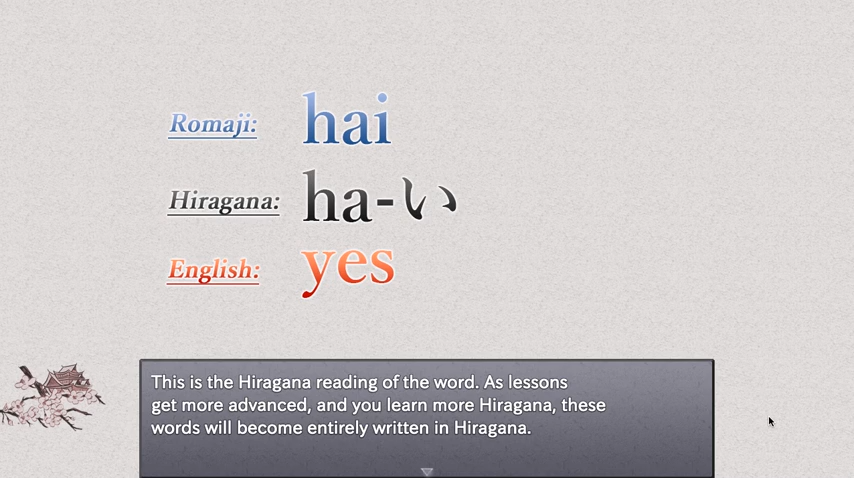 Romaji: hai
Hiragana: ha-い
English: yes
This is the Hiragana reading of the word. As lessons
get more advanced, and you learn more Hiragana, these
words will become entirely written in Hiragana.